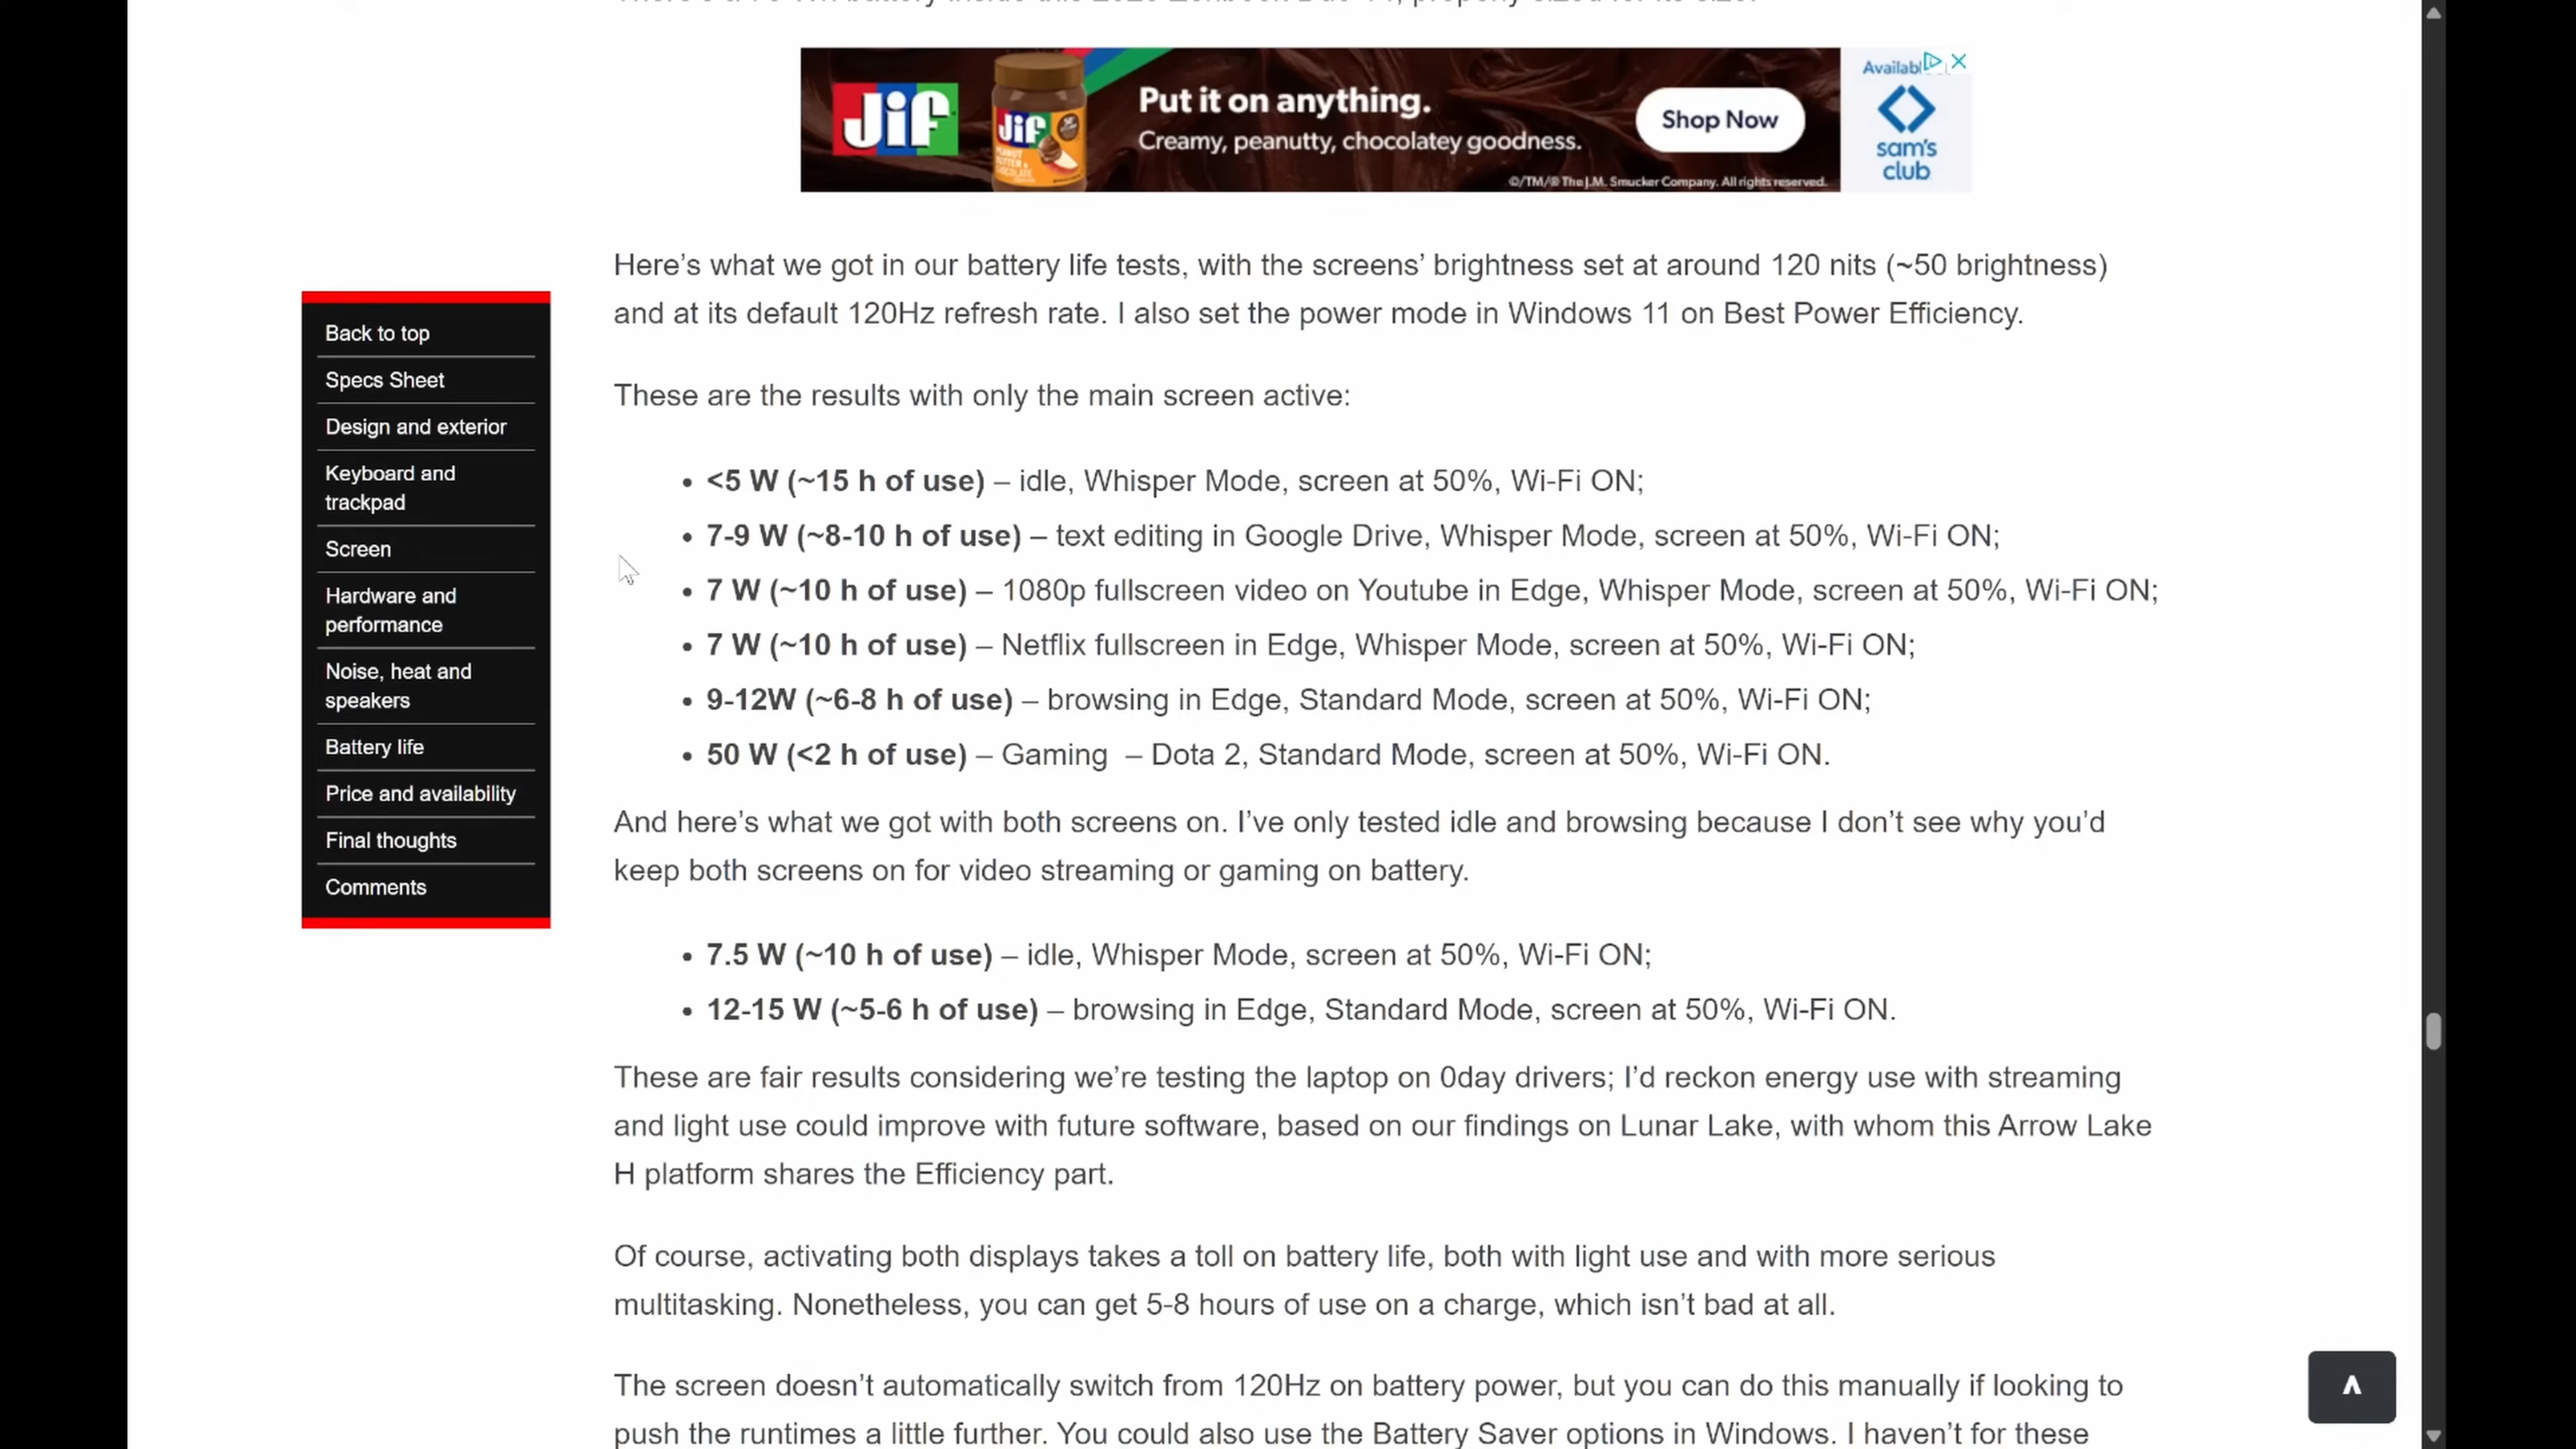 Jif
Jif
Put it on anything.
Creamy, peanutty, chocolatey goodness.
©/TM/® The J.M. Smucker Company. All rights reserved.
Shop Now
sam's
club
Here's what we got in our battery life tests, with the screens' brightness set at around 120 nits (~50 brightness)
and at its default 120Hz refresh rate. I also set the power mode in Windows 11 on Best Power Efficiency.
These are the results with only the main screen active:
• <5 W (~15 h of use) – idle, Whisper Mode, screen at 50%, Wi-Fi ON;
• 7-9 W (~8-10 h of use) – text editing in Google Drive, Whisper Mode, screen at 50%, Wi-Fi ON;
• 7 W (~10 h of use) – 1080p fullscreen video on Youtube in Edge, Whisper Mode, screen at 50%, Wi-Fi ON;
• 7 W (~10 h of use) – Netflix fullscreen in Edge, Whisper Mode, screen at 50%, Wi-Fi ON;
• 9-12W (~6-8 h of use) – browsing in Edge, Standard Mode, screen at 50%, Wi-Fi ON;
• 50 W (<2 h of use) – Gaming – Dota 2, Standard Mode, screen at 50%, Wi-Fi ON.
And here's what we got with both screens on. I've only tested idle and browsing because I don't see why you'd
keep both screens on for video streaming or gaming on battery.
• 7.5 W (~10 h of use) – idle, Whisper Mode, screen at 50%, Wi-Fi ON;
• 12-15 W (~5-6 h of use) – browsing in Edge, Standard Mode, screen at 50%, Wi-Fi ON.
These are fair results considering we're testing the laptop on 0day drivers; I'd reckon energy use with streaming
and light use could improve with future software, based on our findings on Lunar Lake, with whom this Arrow Lake
H platform shares the Efficiency part.
Of course, activating both displays takes a toll on battery life, both with light use and with more serious
multitasking. Nonetheless, you can get 5-8 hours of use on a charge, which isn't bad at all.
The screen doesn't automatically switch from 120Hz on battery power, but you can do this manually if looking to
push the runtimes a little further. You could also use the Battery Saver options in Windows. I haven't for these
Back to top
Specs Sheet
Design and exterior
Keyboard and
trackpad
Screen
Hardware and
performance
Noise, heat and
speakers
Battery life
Price and availability
Final thoughts
Comments